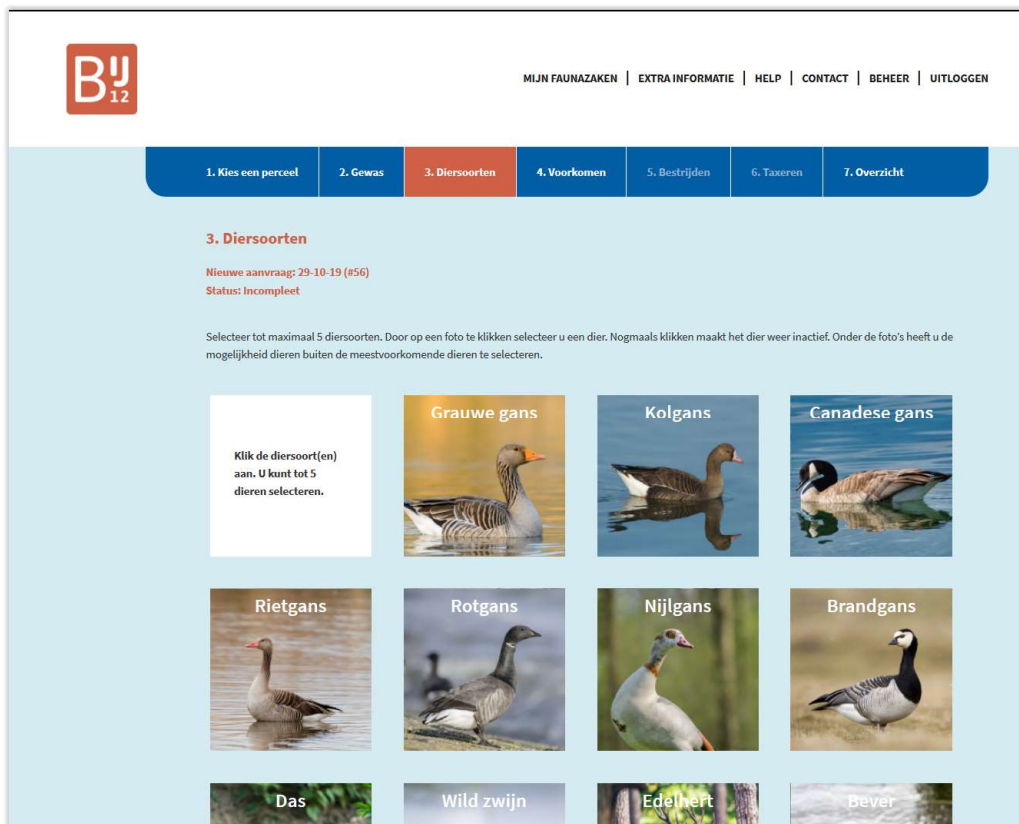 BIJ
12
MIJN FAUNAZAKEN | EXTRA INFORMATIE | HELP | CONTACT | BEHEER | UITLOGGEN
1. Kies een perceel
2. Gewas
3. Diersoorten
4. Voorkomen
5. Bestrijden
6. Taxeren
7. Overzicht
3. Diersoorten
Nieuwe aanvraag: 29-10-19 (#56)
Status: Incompleet
Selecteer tot maximaal 5 diersoorten. Door op een foto te klikken selecteer u een dier. Nogmaals klikken maakt het dier weer inactief. Onder de foto's heeft u de
mogelijkheid dieren buiten de meestvoorkomende dieren te selecteren.
Klik de diersoort(en)
aan. U kunt tot 5
dieren selecteren.
Grauwe gans
Kolgans
Canadese gans
Rietgans
Rotgans
Nijlgans
Brandgans
Das
Wild zwijn
Edelhert
Bever